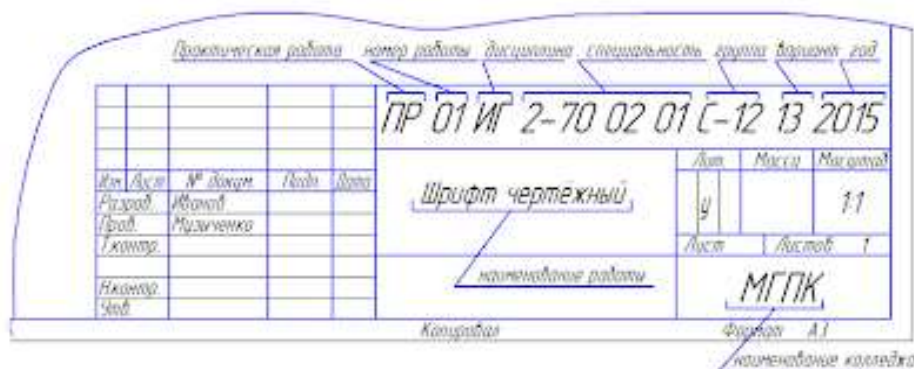 Практическая работа номер работы дисциплина специальность группа вариант год
ПР 01 ИГ 2-70 02 01 С-12 13 2015
Лит. Масса Масштаб
Изм. Лист № докум. Подп. Дата
Шрифт чертёжный
у 1:1
Разраб. Иванов
Пров. Музыченко
Т.контр.
Лист Листов 1
наименование работы
МГПК
Н.контр.
Утв.
Копировал Формат А3
наименование колледжа